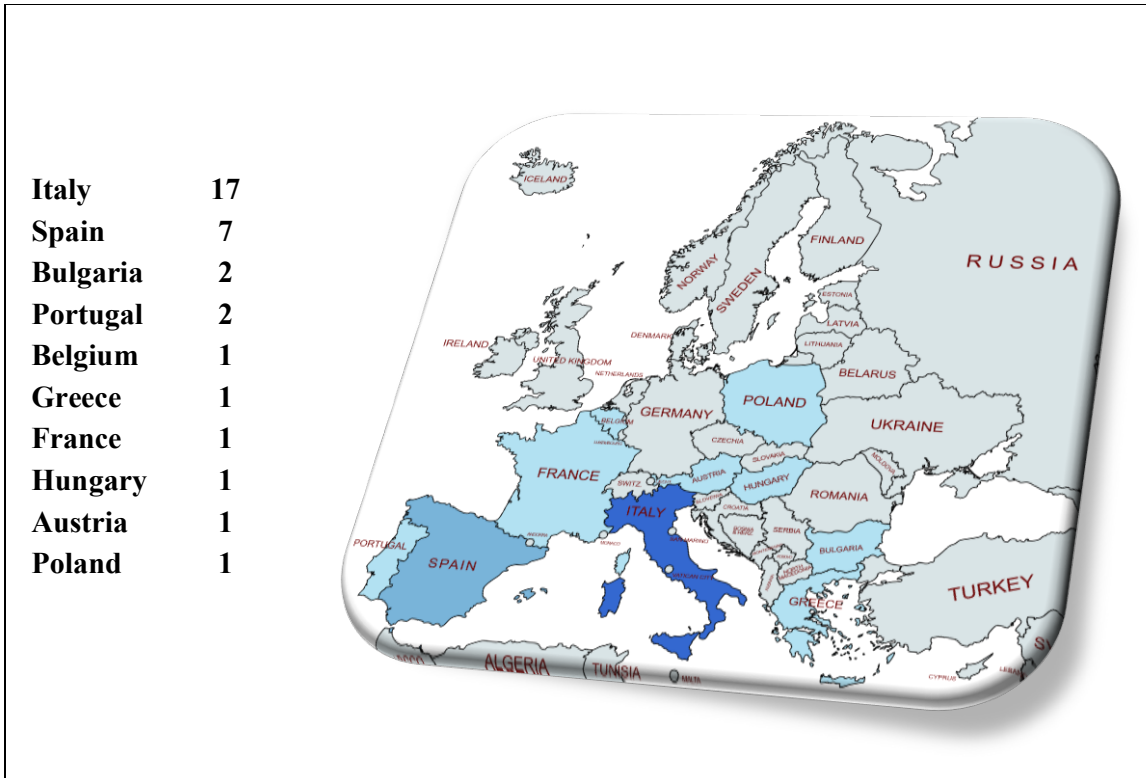 Italy 17
Spain 7
Bulgaria 2
Portugal 2
Belgium 1
Greece 1
France 1
Hungary 1
Austria 1
Poland 1
ICELAND
NORWAY
SWEDEN
FINLAND
RUSSIA
ESTONIA
LATVIA
LITHUANIA
DENMARK
IRELAND
UNITED KINGDOM
NETHERLANDS
BELARUS
BELGIUM
GERMANY
POLAND
UKRAINE
CZECHIA
SLOVAKIA
MOLDOVA
FRANCE
SWITZ.
AUSTRIA
HUNGARY
ROMANIA
SLOVENIA
CROATIA
ITALY
SAN MARINO
SERBIA
MONACO
ANDORRA
PORTUGAL
SPAIN
VATICAN CITY
BULGARIA
GREECE
TURKEY
ALGERIA
TUNISIA
CYPRUS